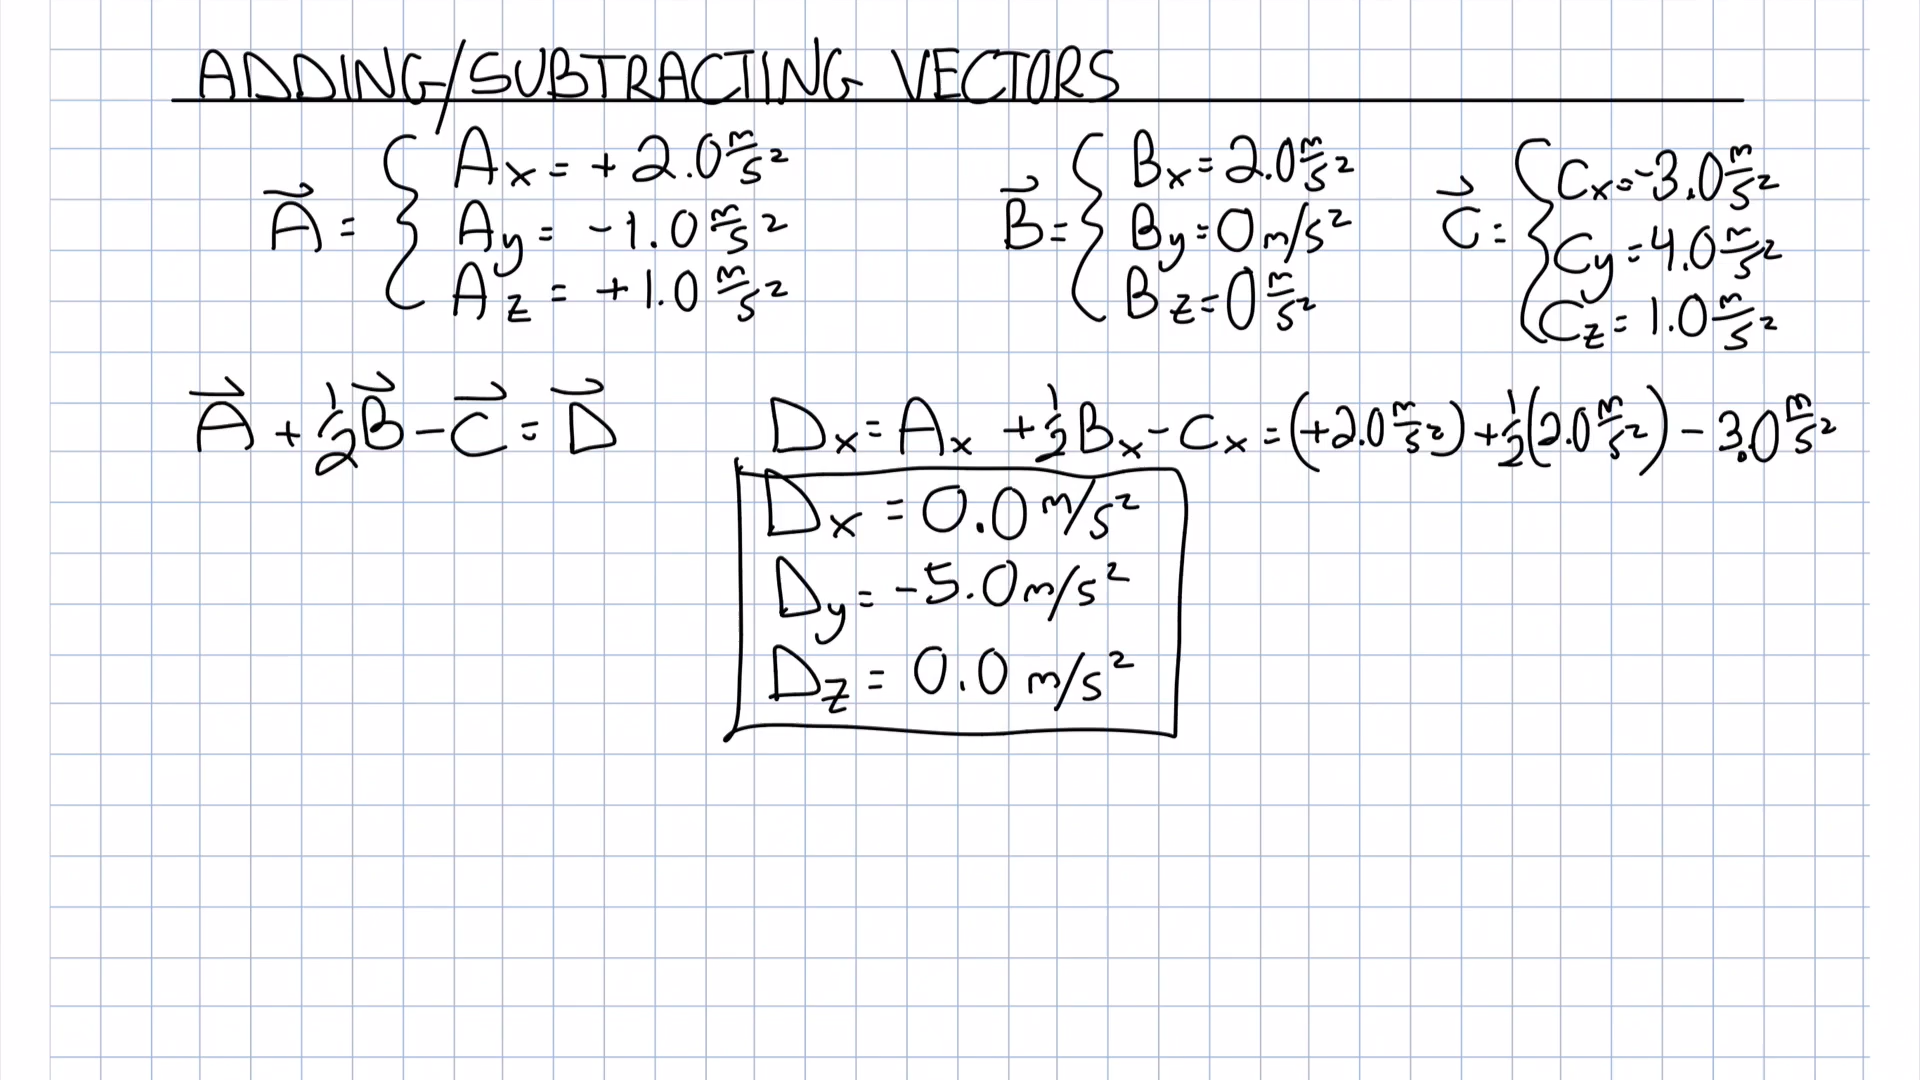 ADDING/SUBTRACTING VECTORS
A⃗ = { Ax = +2.0 m/s²
Ay = -1.0 m/s²
Az = +1.0 m/s²
B⃗ = { Bx = 2.0 m/s²
By = 0 m/s²
Bz = 0 m/s²
C⃗ = { Cx = -3.0 m/s²
Cy = 4.0 m/s²
Cz = 1.0 m/s²
A⃗ + ½B⃗ - C⃗ = D⃗
Dx = Ax + ½Bx - Cx = (+2.0 m/s²) + ½(2.0 m/s²) - 3.0 m/s²
Dx = 0.0 m/s²
Dy = -5.0 m/s²
Dz = 0.0 m/s²